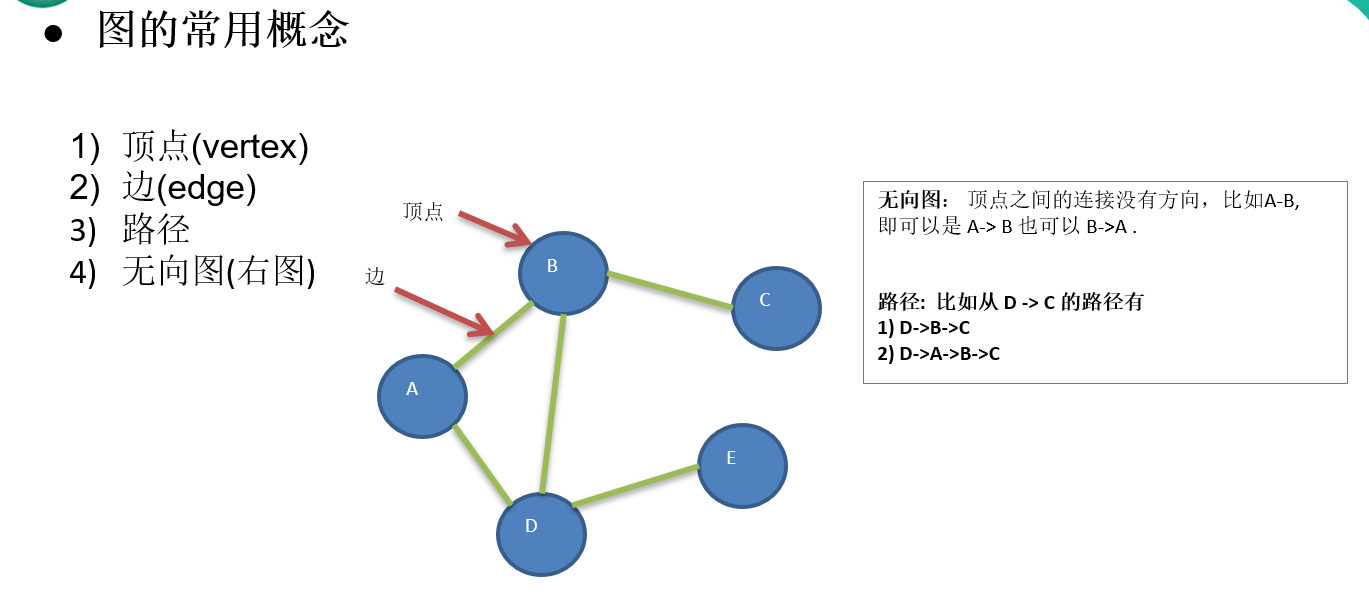 ● 图的常用概念
1) 顶点(vertex)
2) 边(edge)
3) 路径
4) 无向图(右图)
顶点
边
B
C
A
E
D
无向图： 顶点之间的连接没有方向，比如A-B,
即可以是 A-> B 也可以 B->A .
路径: 比如从 D -> C 的路径有
1) D->B->C
2) D->A->B->C